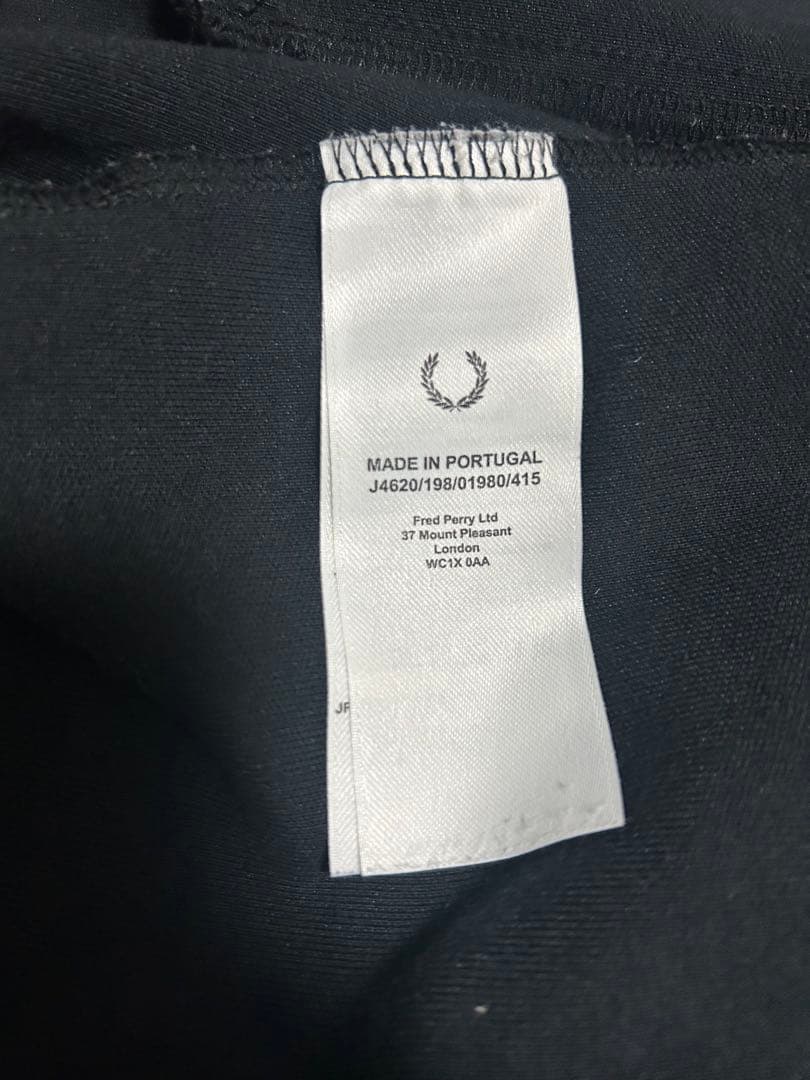 MADE IN PORTUGAL
J4620/198/01980/415
Fred Perry Ltd
37 Mount Pleasant
London
WC1X 0AA